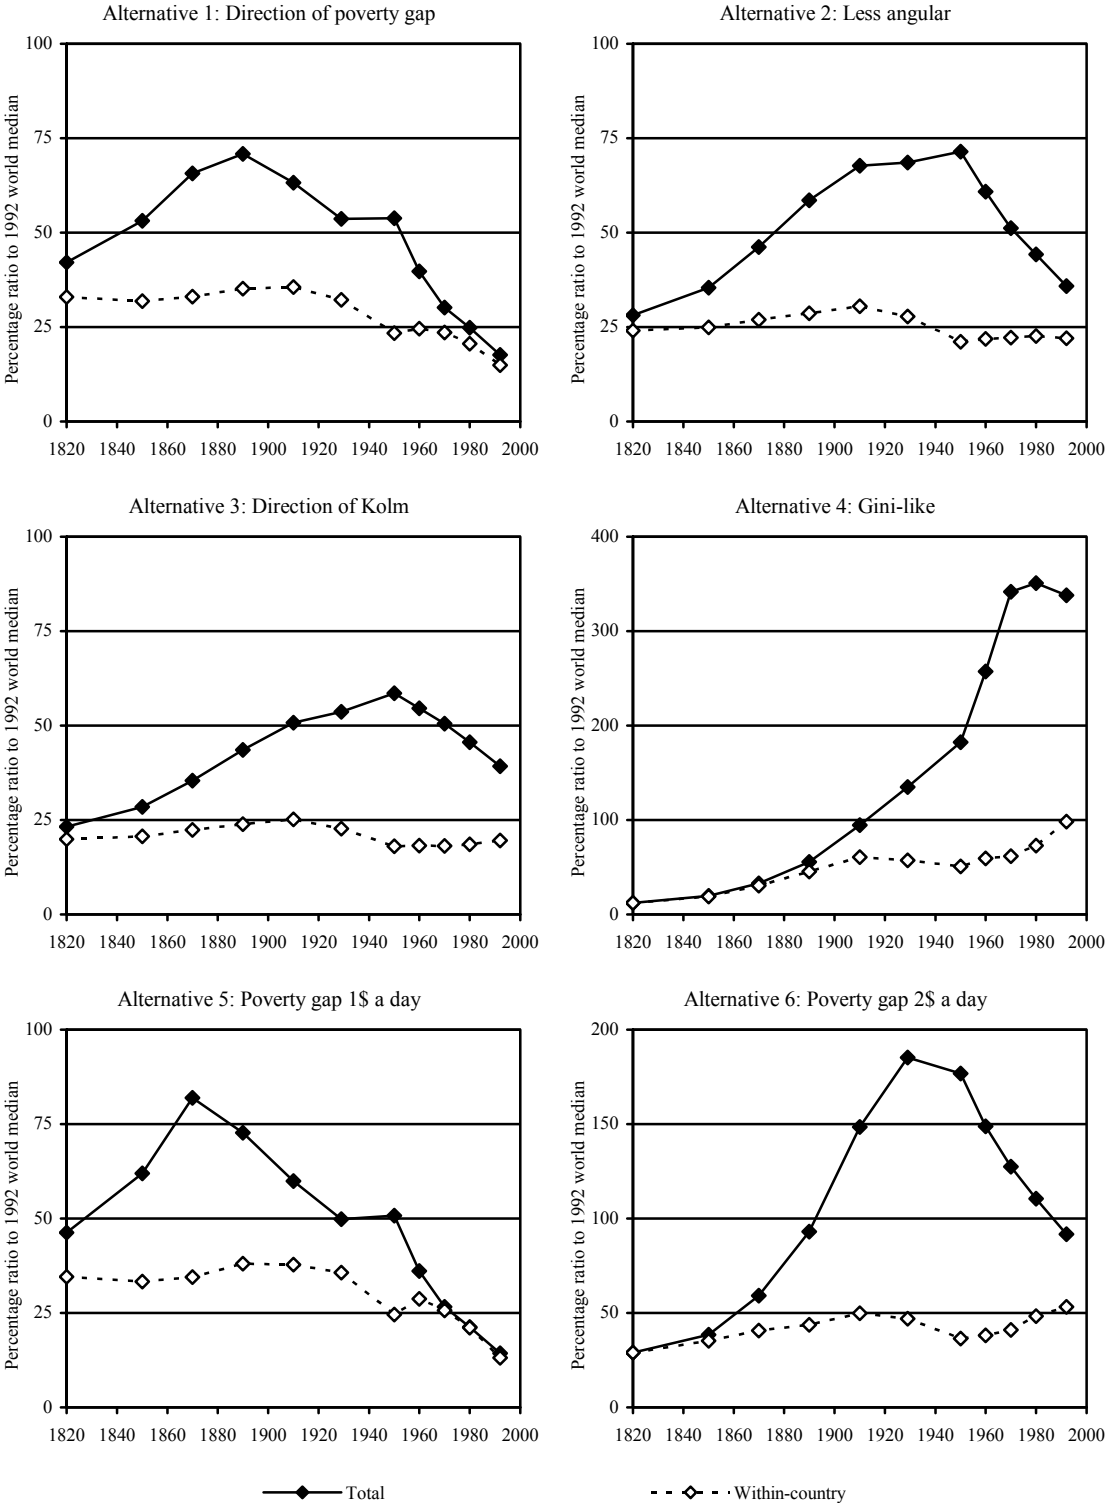 Alternative 1: Direction of poverty gap
Percentage ratio to 1992 world median
100
75
50
25
0
1820 1840 1860 1880 1900 1920 1940 1960 1980 2000
Alternative 2: Less angular
Percentage ratio to 1992 world median
100
75
50
25
0
1820 1840 1860 1880 1900 1920 1940 1960 1980 2000
Alternative 3: Direction of Kolm
Percentage ratio to 1992 world median
100
75
50
25
0
1820 1840 1860 1880 1900 1920 1940 1960 1980 2000
Alternative 4: Gini-like
Percentage ratio to 1992 world median
400
300
200
100
0
1820 1840 1860 1880 1900 1920 1940 1960 1980 2000
Alternative 5: Poverty gap 1$ a day
Percentage ratio to 1992 world median
100
75
50
25
0
1820 1840 1860 1880 1900 1920 1940 1960 1980 2000
Alternative 6: Poverty gap 2$ a day
Percentage ratio to 1992 world median
200
150
100
50
0
1820 1840 1860 1880 1900 1920 1940 1960 1980 2000
Total
Within-country